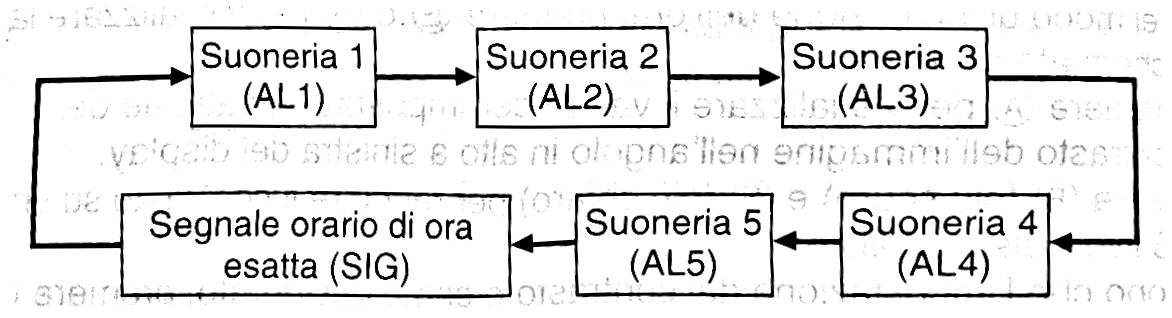 Suoneria 1
(AL1)
Suoneria 2
(AL2)
Suoneria 3
(AL3)
Suoneria 4
(AL4)
Suoneria 5
(AL5)
Segnale orario di ora
esatta (SIG)